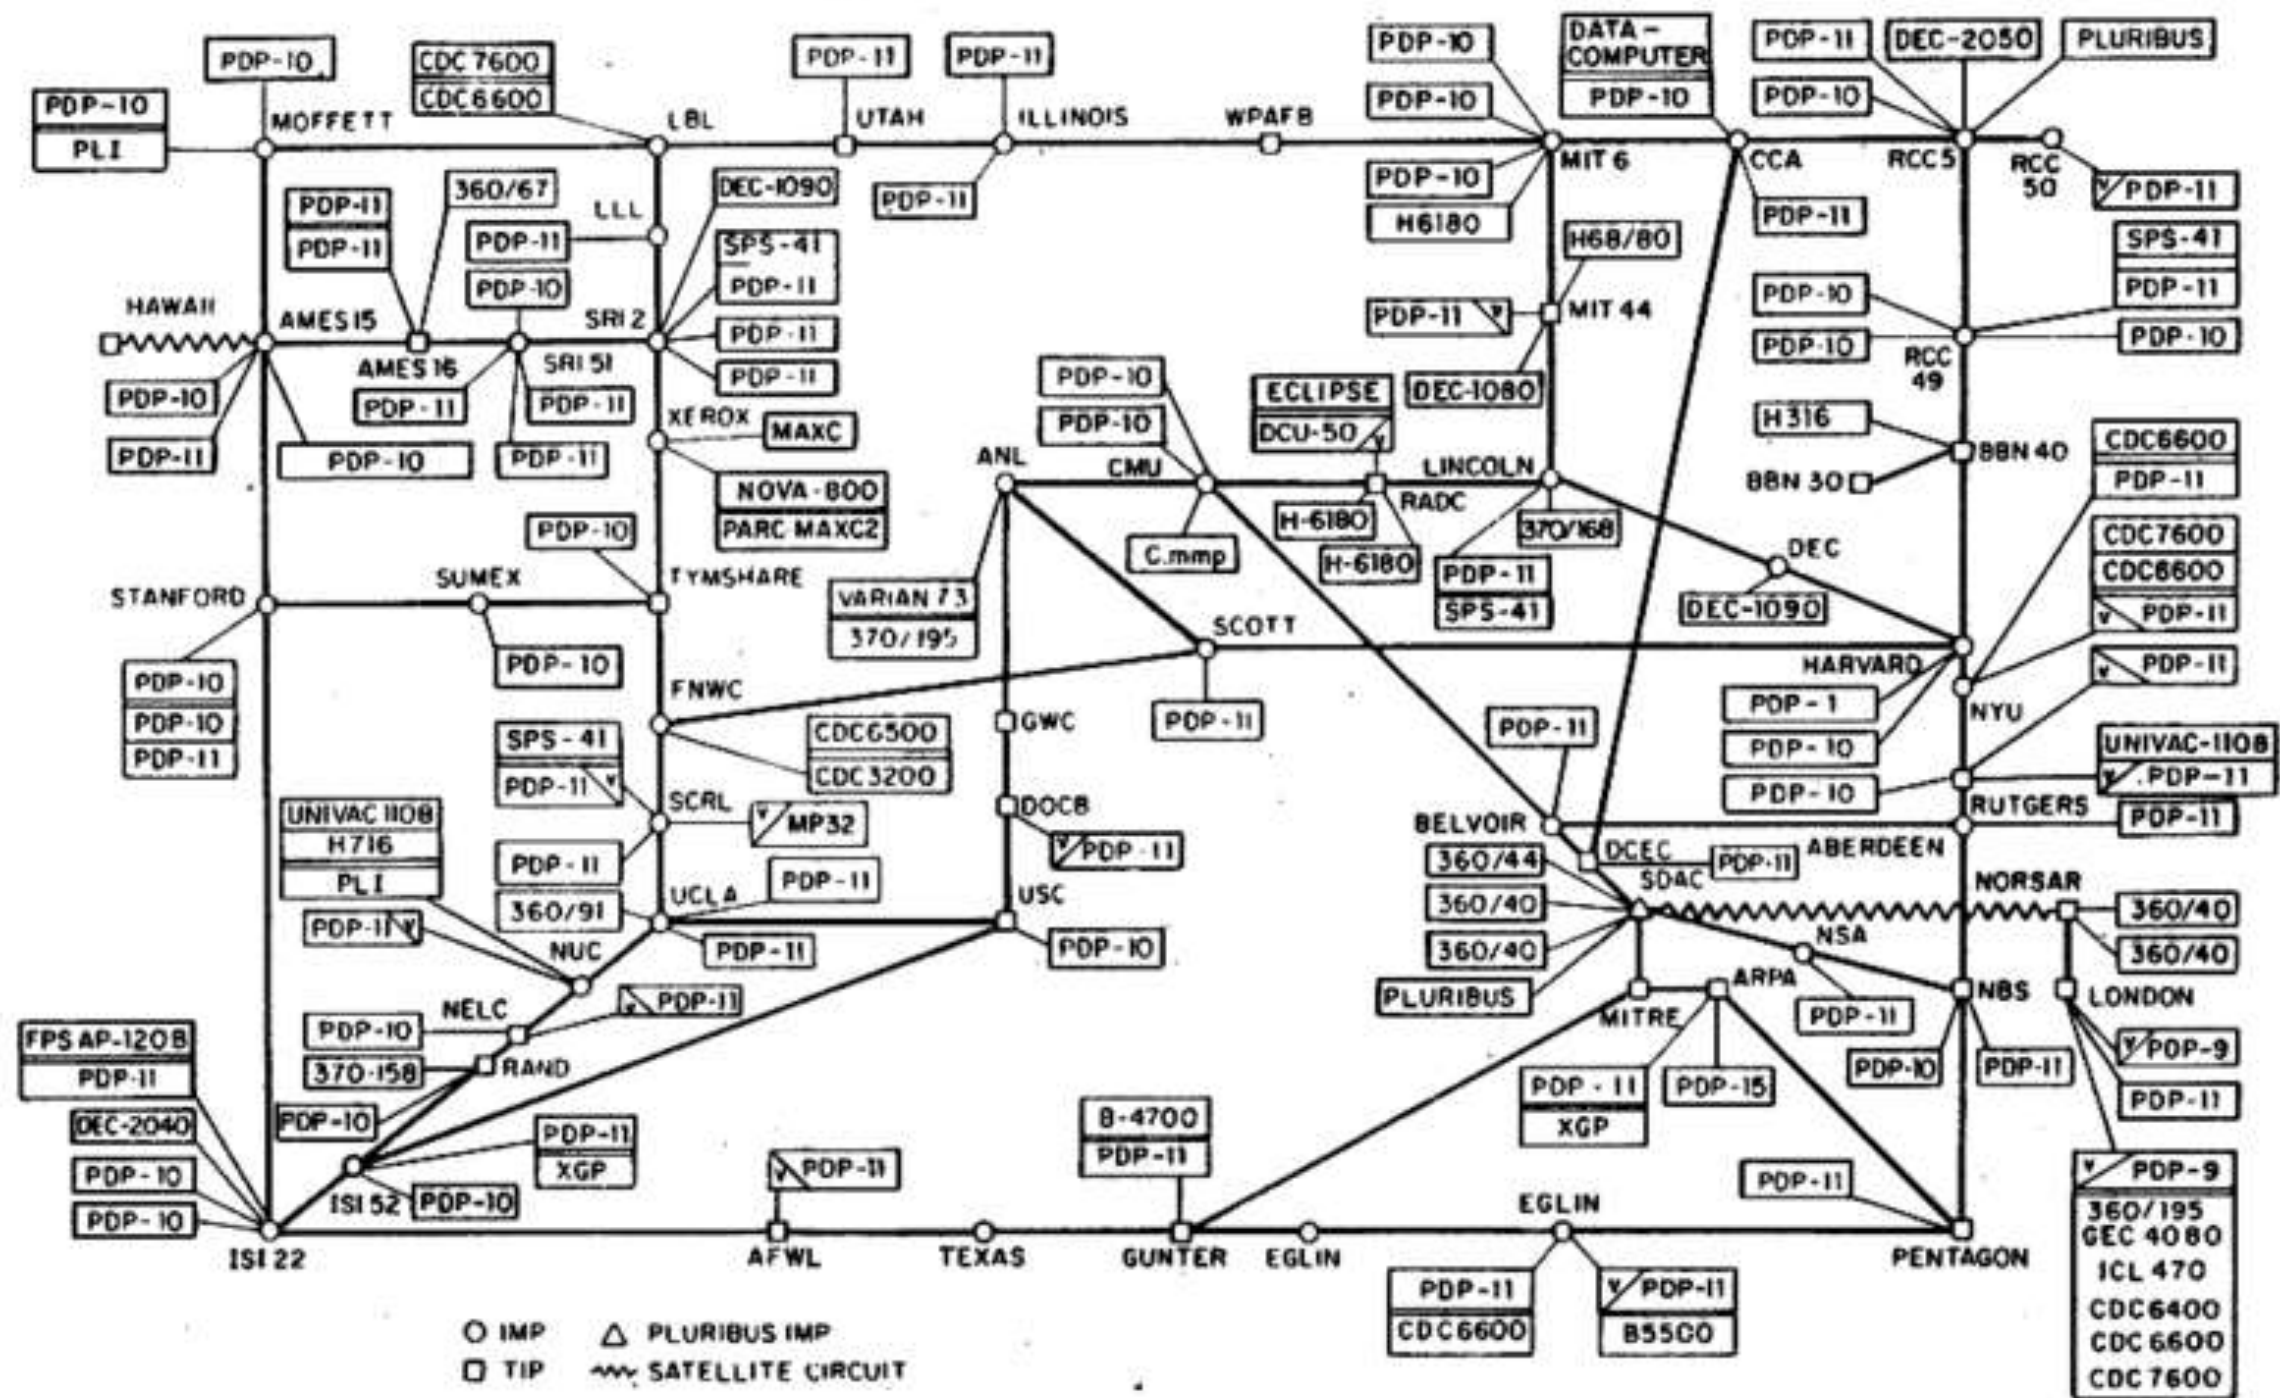 PDP-10
CDC 7600
CDC6600
PDP-11
PDP-11
PDP-10
DATA-
COMPUTER
PDP-10
PDP-11
DEC-2050
PLURIBUS
PDP-10
PLI
MOFFETT
LBL
UTAH
ILLINOIS
WPAFB
PDP-10
PDP-10
MIT 6
CCA
RCC 5
RCC
50
PDP-11
PDP-11
PDP-11
360/67
LLL
PDP-11
DEC-1090
PDP-11
PDP-10
H6180
PDP-11
SPS-41
PDP-11
H68/80
SPS-41
PDP-11
HAWAII
AMES 15
PDP-10
SRI 2
PDP-11
PDP-11
V
MIT 44
PDP-10
PDP-10
PDP-10
AMES 16
SRI 51
PDP-11
RCC
49
PDP-10
PDP-11
PDP-11
PDP-11
PDP-10
PDP-11
XEROX
MAXC
PDP-10
PDP-10
ECLIPSE
DCU-50
V
DEC-1080
H316
BBN 40
BBN 30
CDC6600
PDP-11
NOVA-800
PARC MAXC2
ANL
CMU
LINCOLN
RADC
H-6180
H-6180
370/168
PDP-10
C.mmp
PDP-11
SPS-41
DEC
DEC-1090
CDC7600
CDC6600
V PDP-11
STANFORD
SUMEX
TYMSHARE
VARIAN 73
370/195
SCOTT
HARVARD
V PDP-11
PDP-10
PDP-10
PDP-11
PDP-10
FNWC
CDC6500
CDC3200
GWC
PDP-11
PDP-11
PDP-1
PDP-10
PDP-10
NYU
UNIVAC-1108
V PDP-11
SPS-41
PDP-11
V
SCRL
V MP32
DOCB
V PDP-11
BELVOIR
RUTGERS
PDP-11
UNIVAC 1108
H716
PLI
PDP-11
UCLA
PDP-11
USC
360/44
DCEC
PDP-11
ABERDEEN
SDAC
NORSAR
360/91
PDP-11
PDP-10
360/40
360/40
PLURIBUS
NSA
360/40
360/40
PDP-11
V
NUC
NELC
V PDP-11
PDP-10
MITRE
ARPA
PDP-11
NBS
LONDON
FPS AP-120B
PDP-11
370-158
RAND
PDP-10
PDP-11
XGP
PDP-15
PDP-10
PDP-11
V PDP-9
PDP-11
DEC-2040
PDP-10
PDP-10
PDP-11
XGP
ISI 52
PDP-10
V PDP-11
B-4700
PDP-11
PDP-11
V PDP-9
360/195
GEC 4080
ICL 470
CDC6400
CDC6600
CDC7600
ISI 22
AFWL
TEXAS
GUNTER
EGLIN
EGLIN
PENTAGON
PDP-11
CDC6600
V PDP-11
B5500
IMP
PLURIBUS IMP
TIP
SATELLITE CIRCUIT